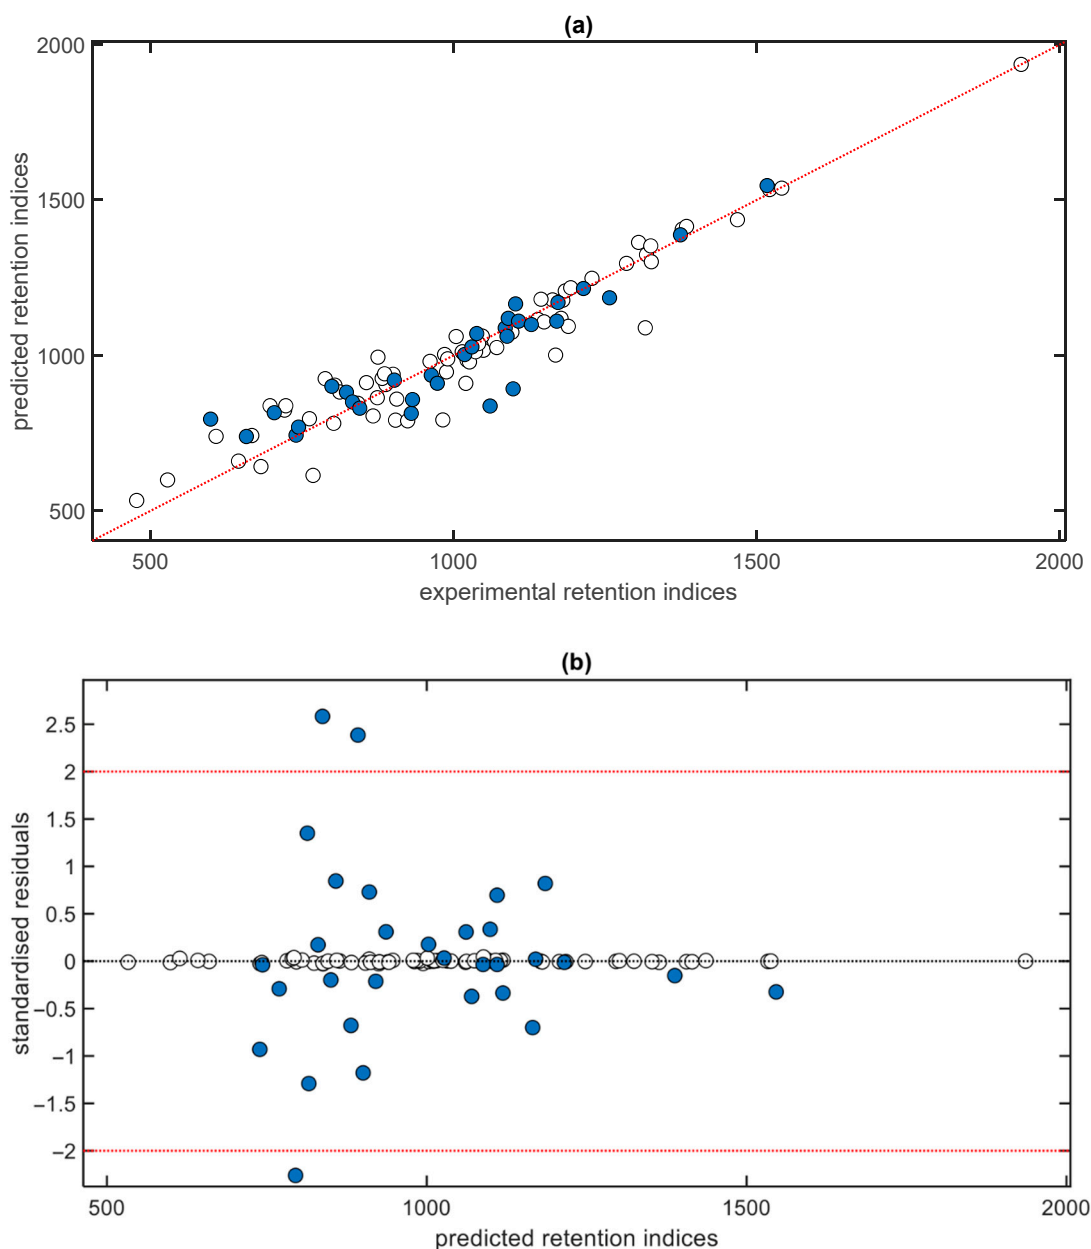 (a)
2000
1500
1000
500
predicted retention indices
500 1000 1500 2000
experimental retention indices
(b)
2.5
2
1.5
1
0.5
0
−0.5
−1
−1.5
−2
standardised residuals
500 1000 1500 2000
predicted retention indices